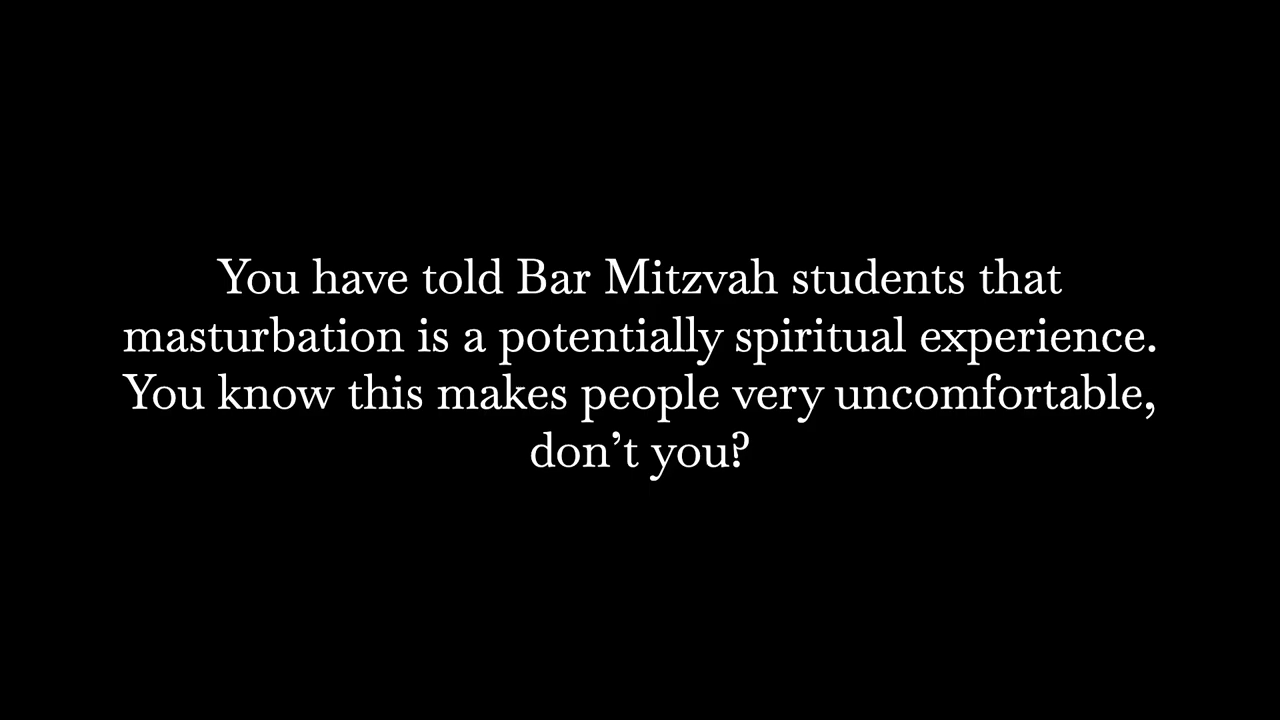 You have told Bar Mitzvah students that
masturbation is a potentially spiritual experience.
You know this makes people very uncomfortable,
don’t you?